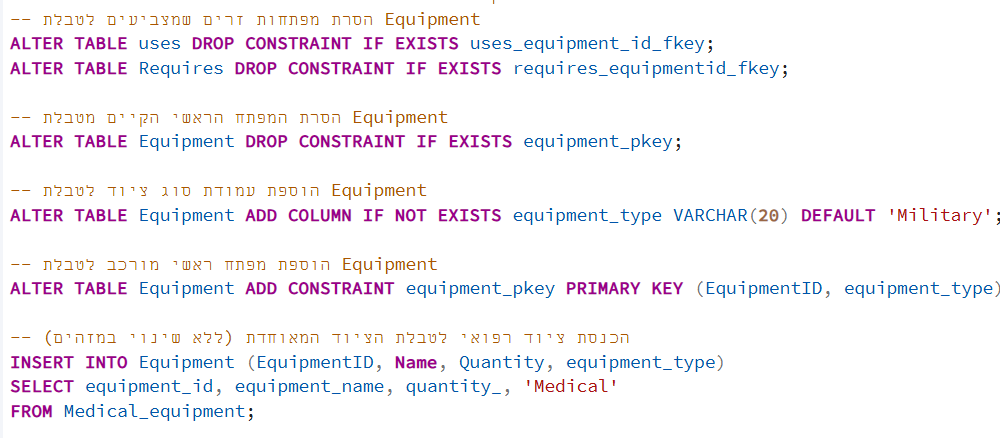 -- הסרת מפתחות זרים שמצביעים לטבלת Equipment
ALTER TABLE uses DROP CONSTRAINT IF EXISTS uses_equipment_id_fkey;
ALTER TABLE Requires DROP CONSTRAINT IF EXISTS requires_equipmentid_fkey;
-- הסרת המפתח הראשי הקיים מטבלת Equipment
ALTER TABLE Equipment DROP CONSTRAINT IF EXISTS equipment_pkey;
-- הוספת עמודת סוג ציוד לטבלת Equipment
ALTER TABLE Equipment ADD COLUMN IF NOT EXISTS equipment_type VARCHAR(20) DEFAULT 'Military';
-- הוספת מפתח ראשי מורכב לטבלת Equipment
ALTER TABLE Equipment ADD CONSTRAINT equipment_pkey PRIMARY KEY (EquipmentID, equipment_type)
-- הכנסת ציוד רפואי לטבלת הציוד המאוחדת (ללא שינוי במזהים)
INSERT INTO Equipment (EquipmentID, Name, Quantity, equipment_type)
SELECT equipment_id, equipment_name, quantity_, 'Medical'
FROM Medical_equipment;